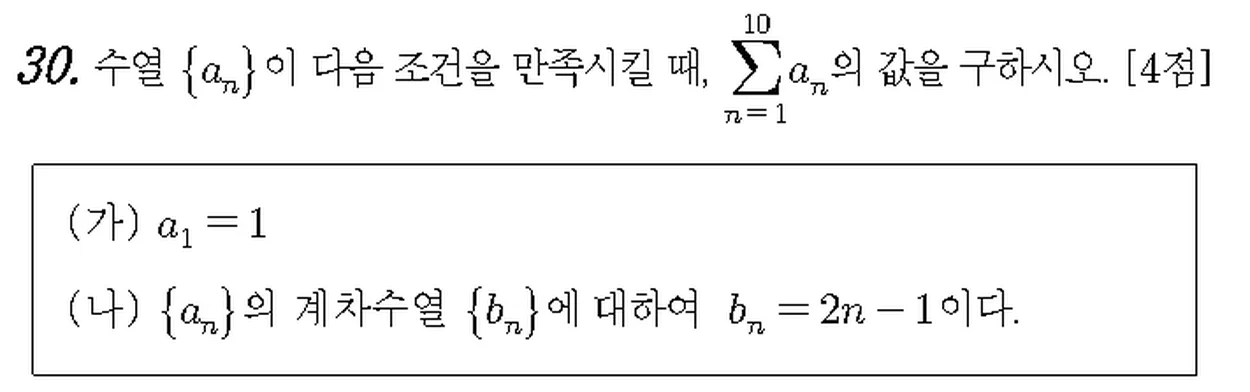 30. 수열 {aₙ}이 다음 조건을 만족시킬 때, \sum_{n=1}^{10} aₙ의 값을 구하시오. [4점]
(가) a₁ = 1
(나) {aₙ}의 계차수열 {bₙ}에 대하여 bₙ = 2n − 1이다.